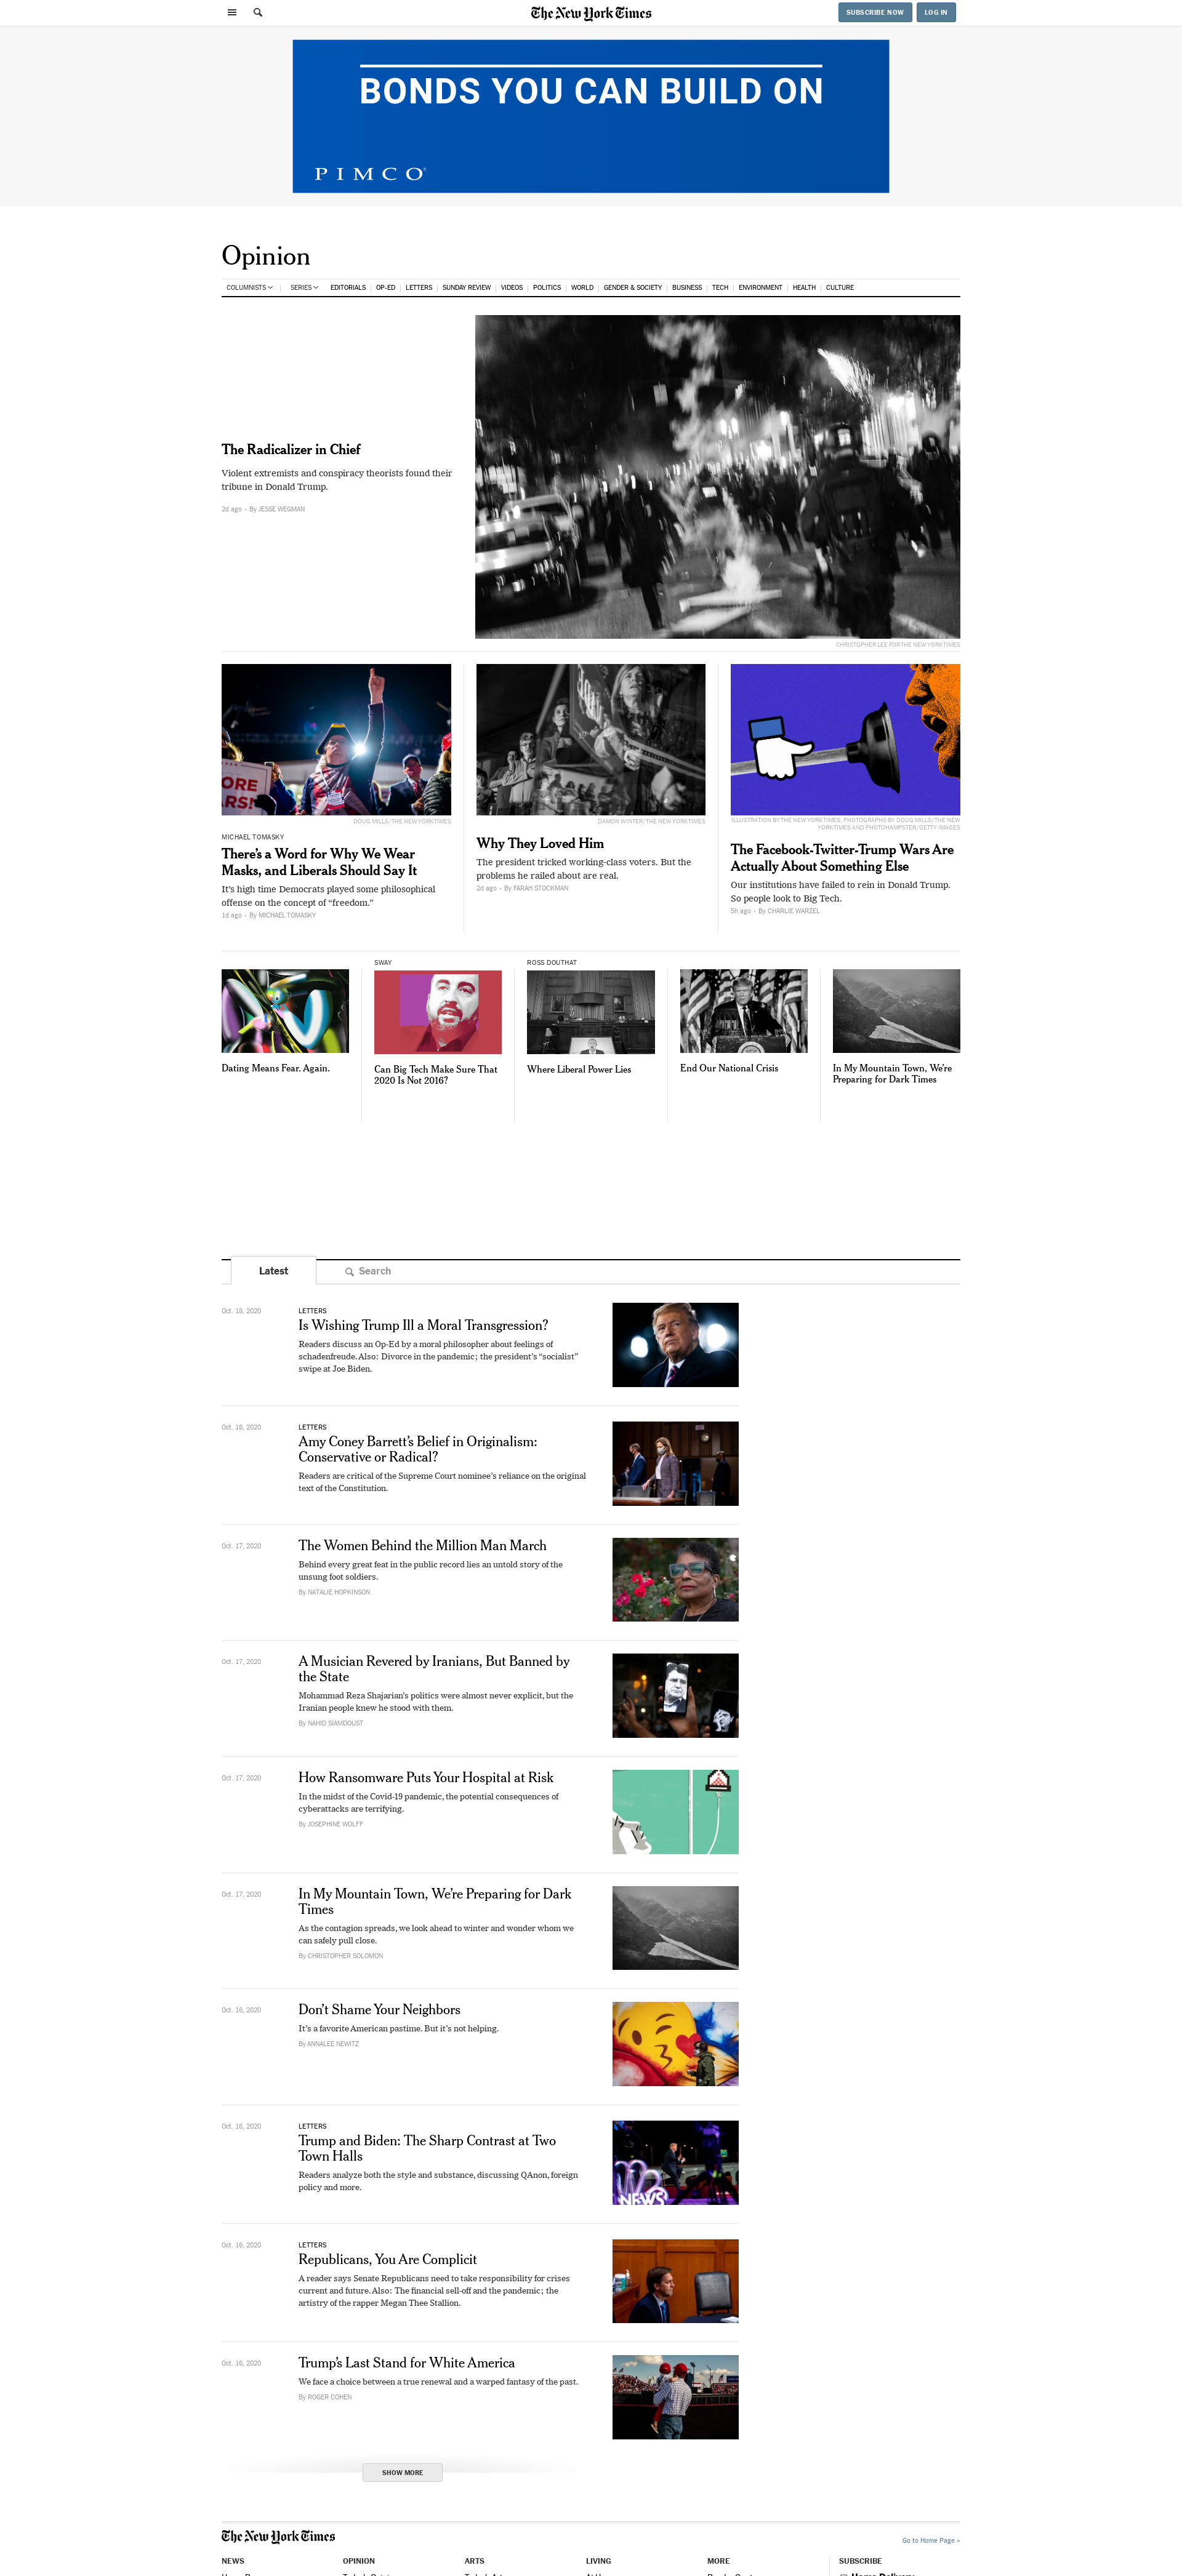 The New York Times
SUBSCRIBE NOW
LOG IN
BONDS YOU CAN BUILD ON
PIMCO
Opinion
COLUMNISTS
SERIES
EDITORIALS
OP-ED
LETTERS
SUNDAY REVIEW
VIDEOS
POLITICS
WORLD
GENDER & SOCIETY
BUSINESS
TECH
ENVIRONMENT
HEALTH
CULTURE
The Radicalizer in Chief
Violent extremists and conspiracy theorists found their
tribune in Donald Trump.
2d ago • By JESSE WEGMAN
CHRISTOPHER LEE FOR THE NEW YORK TIMES
DOUG MILLS/THE NEW YORK TIMES
MICHAEL TOMASKY
There's a Word for Why We Wear
Masks, and Liberals Should Say It
It's high time Democrats played some philosophical
offense on the concept of “freedom.”
1d ago • By MICHAEL TOMASKY
DAMON WINTER/THE NEW YORK TIMES
Why They Loved Him
The president tricked working-class voters. But the
problems he railed about are real.
2d ago • By FARAH STOCKMAN
ILLUSTRATION BY THE NEW YORK TIMES; PHOTOGRAPHS BY DOUG MILLS/THE NEW
YORK TIMES AND PHOTOHAMPSTER/GETTY IMAGES
The Facebook-Twitter-Trump Wars Are
Actually About Something Else
Our institutions have failed to rein in Donald Trump.
So people look to Big Tech.
5h ago • By CHARLIE WARZEL
Dating Means Fear. Again.
SWAY
Can Big Tech Make Sure That
2020 Is Not 2016?
ROSS DOUTHAT
Where Liberal Power Lies
End Our National Crisis
In My Mountain Town, We're
Preparing for Dark Times
Latest
Search
Oct. 18, 2020
LETTERS
Is Wishing Trump Ill a Moral Transgression?
Readers discuss an Op-Ed by a moral philosopher about feelings of
schadenfreude. Also: Divorce in the pandemic; the president's “socialist”
swipe at Joe Biden.
Oct. 18, 2020
LETTERS
Amy Coney Barrett's Belief in Originalism:
Conservative or Radical?
Readers are critical of the Supreme Court nominee's reliance on the original
text of the Constitution.
Oct. 17, 2020
The Women Behind the Million Man March
Behind every great feat in the public record lies an untold story of the
unsung foot soldiers.
By NATALIE HOPKINSON
Oct. 17, 2020
A Musician Revered by Iranians, But Banned by
the State
Mohammad Reza Shajarian's politics were almost never explicit, but the
Iranian people knew he stood with them.
By NAHID SIAMDOUST
Oct. 17, 2020
How Ransomware Puts Your Hospital at Risk
In the midst of the Covid-19 pandemic, the potential consequences of
cyberattacks are terrifying.
By JOSEPHINE WOLFF
Oct. 17, 2020
In My Mountain Town, We're Preparing for Dark
Times
As the contagion spreads, we look ahead to winter and wonder whom we
can safely pull close.
By CHRISTOPHER SOLOMON
Oct. 16, 2020
Don't Shame Your Neighbors
It's a favorite American pastime. But it's not helping.
By ANNALEE NEWITZ
Oct. 16, 2020
LETTERS
Trump and Biden: The Sharp Contrast at Two
Town Halls
Readers analyze both the style and substance, discussing QAnon, foreign
policy and more.
NEWS
Oct. 16, 2020
LETTERS
Republicans, You Are Complicit
A reader says Senate Republicans need to take responsibility for crises
current and future. Also: The financial sell-off and the pandemic; the
artistry of the rapper Megan Thee Stallion.
Oct. 16, 2020
Trump's Last Stand for White America
We face a choice between a true renewal and a warped fantasy of the past.
By ROGER COHEN
SHOW MORE
The New York Times
Go to Home Page »
NEWS
OPINION
ARTS
LIVING
MORE
SUBSCRIBE